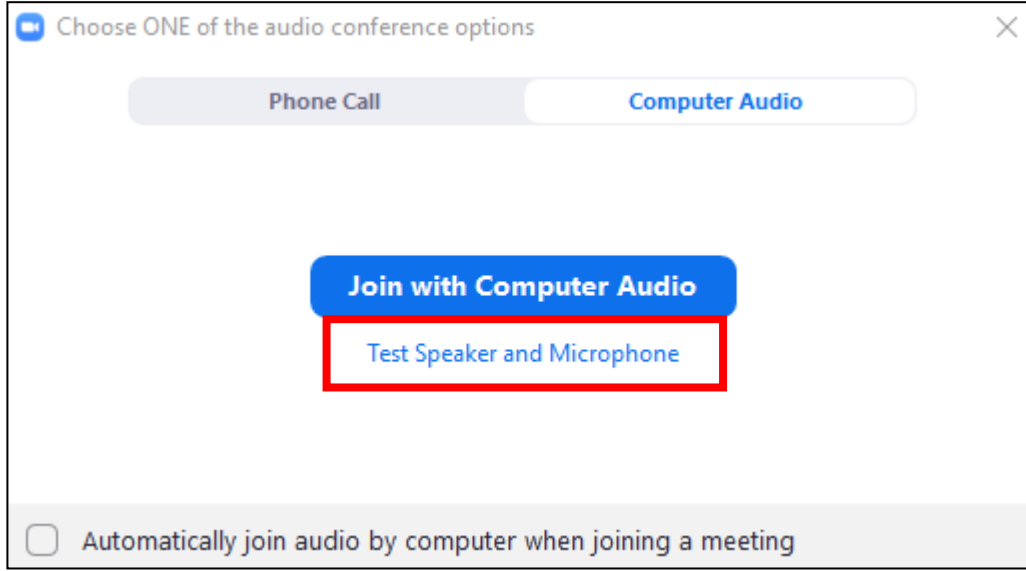 Choose ONE of the audio conference options
Phone Call
Computer Audio
Join with Computer Audio
Test Speaker and Microphone
Automatically join audio by computer when joining a meeting